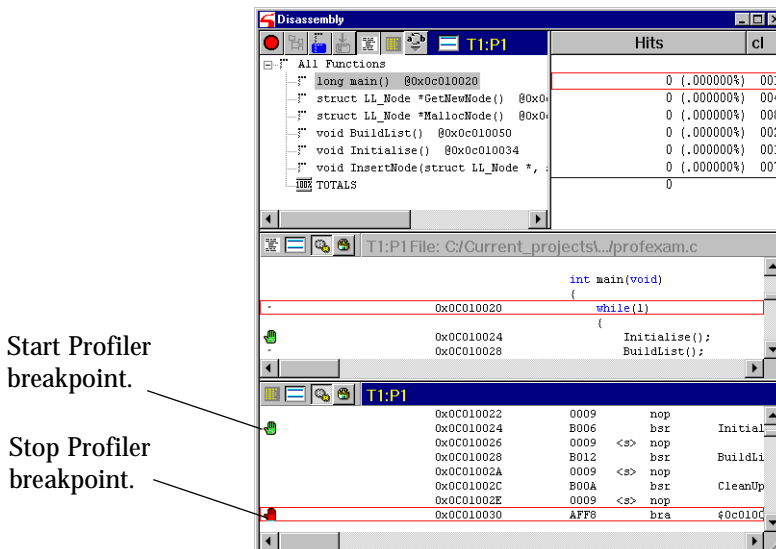 Disassembly
T1:P1 Hits cl
All Functions
long main() @0x0c010020 0 (.000000%)
struct LL_Node *GetNewNode() 0 (.000000%)
struct LL_Node *MallocNode() 0 (.000000%)
void BuildList() @0x0c010050 0 (.000000%)
void Initialise() @0x0c010034 0 (.000000%)
void InsertNode(struct LL_Node *, 0 (.000000%)
100% TOTALS 0
T1:P1 File: C:/Current_projects\.../profexam.c
int main(void)
{
0x0C010020 while(1)
{
0x0C010024 Initialise();
0x0C010028 BuildList();
Start Profiler
breakpoint.
Stop Profiler
breakpoint.
T1:P1
0x0C010022 0009 nop
0x0C010024 B006 bsr Initial
0x0C010026 0009 <s> nop
0x0C010028 B012 bsr BuildLi
0x0C01002A 0009 <s> nop
0x0C01002C B00A bsr CleanUp
0x0C01002E 0009 <s> nop
0x0C010030 AFF8 bra $0c010